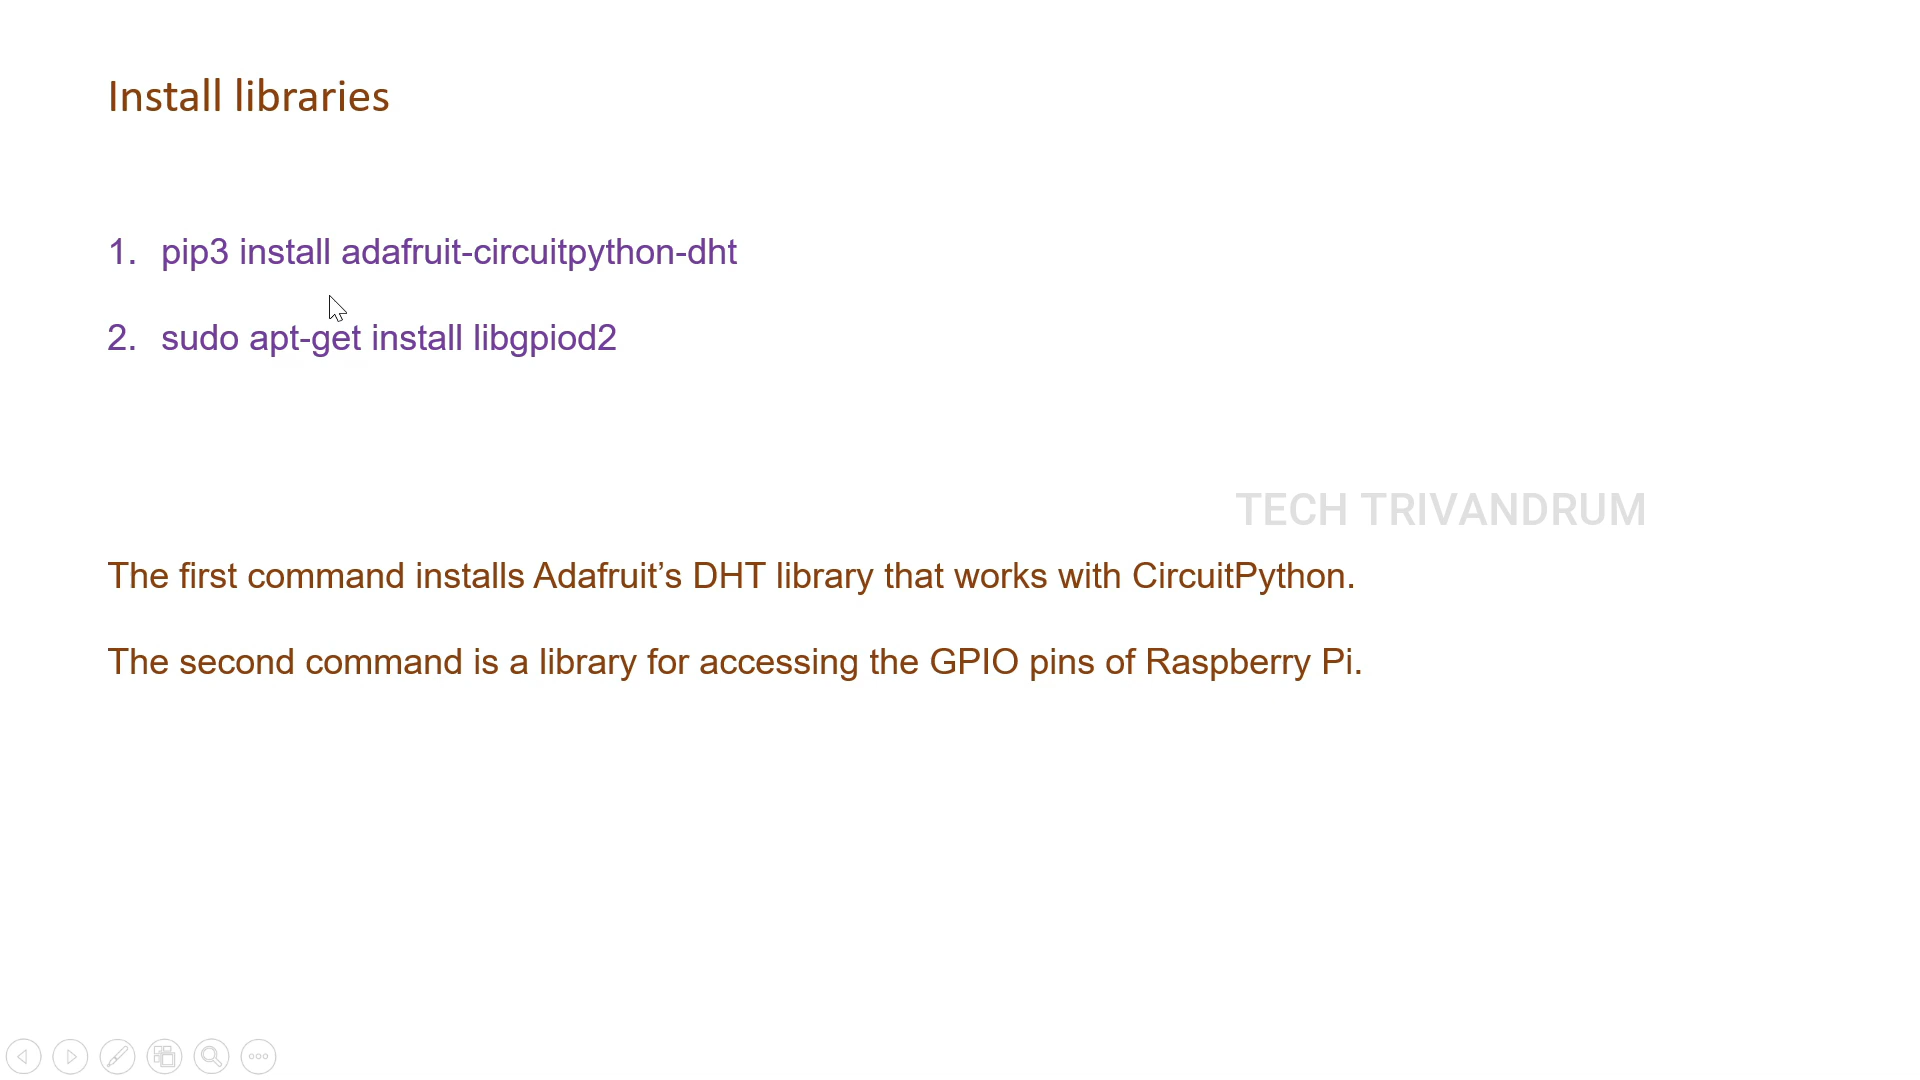 Install libraries
1. pip3 install adafruit-circuitpython-dht
2. sudo apt-get install libgpiod2
TECH TRIVANDRUM
The first command installs Adafruit’s DHT library that works with CircuitPython.
The second command is a library for accessing the GPIO pins of Raspberry Pi.